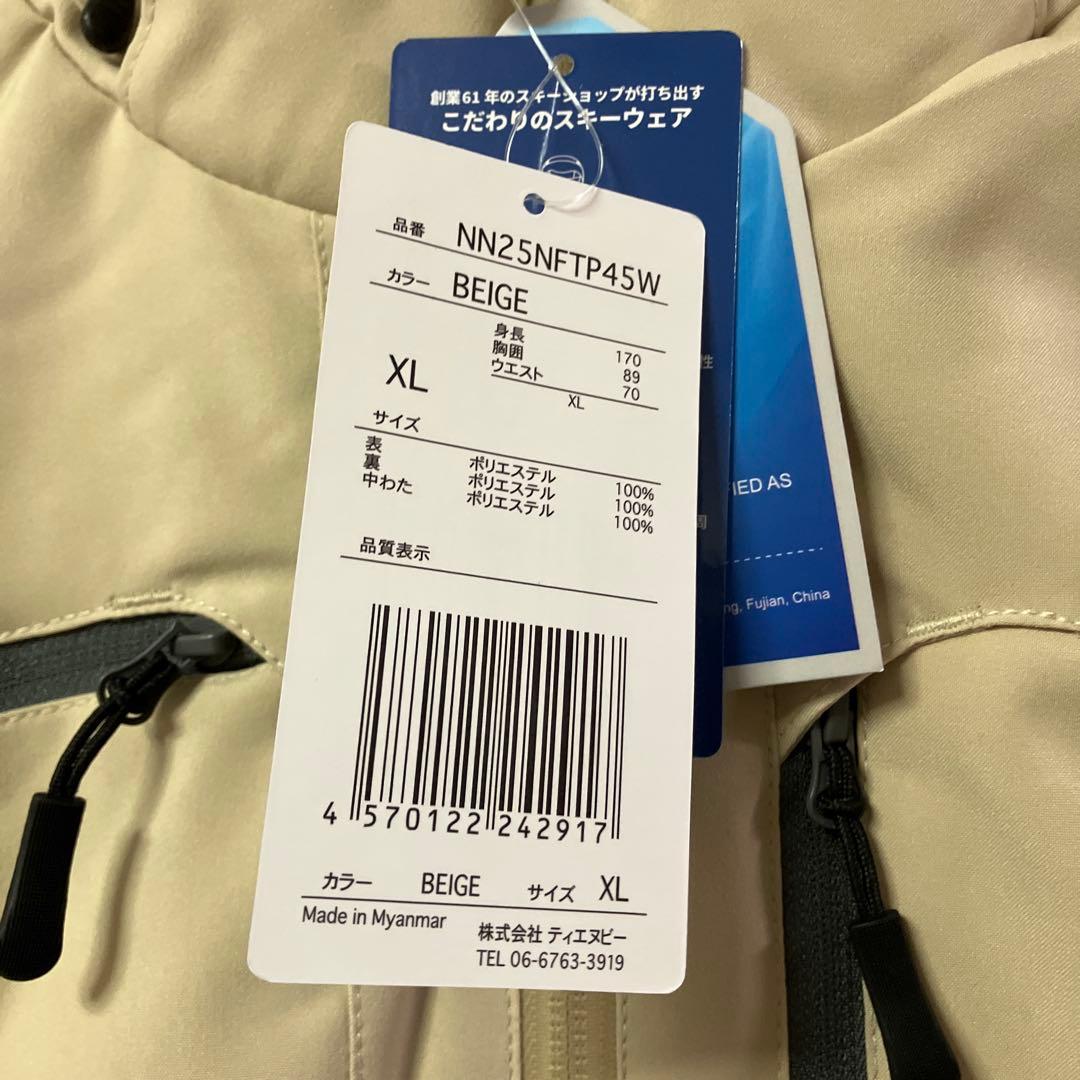 創業61年のスキーショップが打ち出す
こだわりのスキーウェア
品番 NN25NFTP45W
カラー BEIGE
身長 170
胸囲 89
ウエスト 70
XL
XL
サイズ
表 ポリエステル 100%
裏 ポリエステル 100%
中わた ポリエステル 100%
品質表示
4 570122 242917
カラー BEIGE サイズ XL
Made in Myanmar
株式会社 ティエヌビー
TEL 06-6763-3919
性
AS
Fujian, China